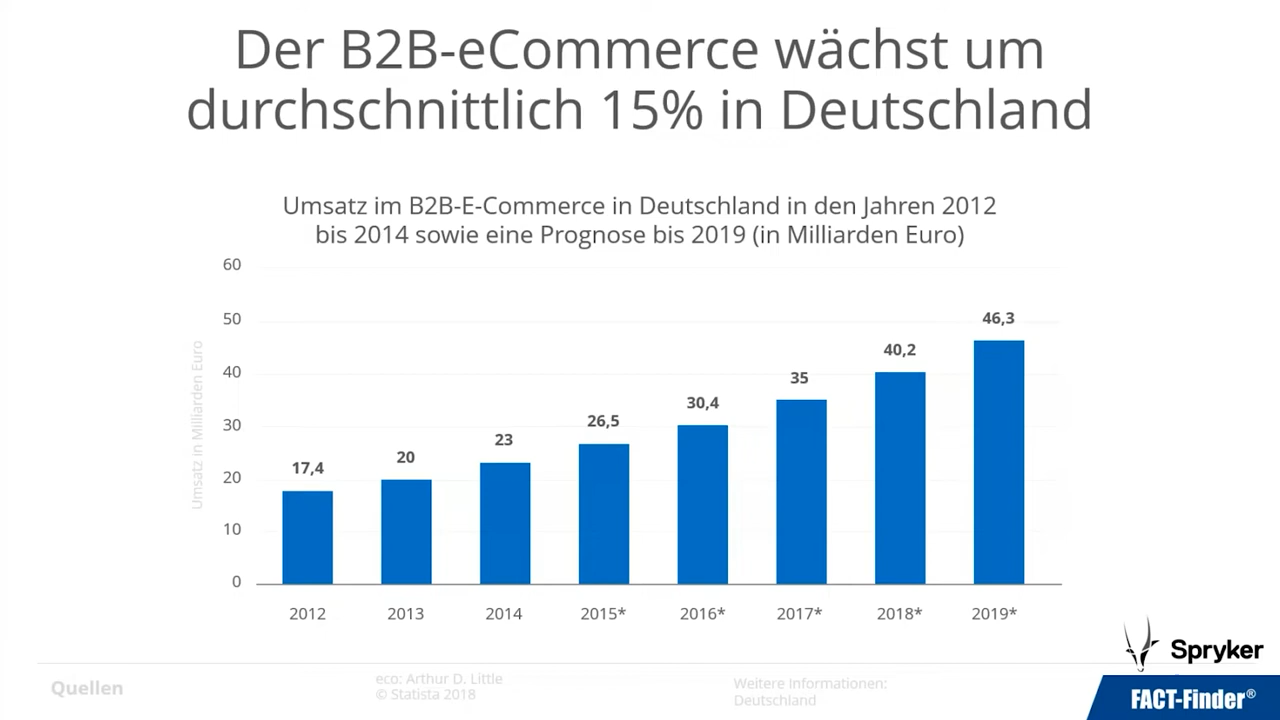 Der B2B-eCommerce wächst um
durchschnittlich 15% in Deutschland
Umsatz im B2B-E-Commerce in Deutschland in den Jahren 2012
bis 2014 sowie eine Prognose bis 2019 (in Milliarden Euro)
Umsatz in Milliarden Euro
60
50
40
30
20
10
0
17,4
20
23
26,5
30,4
35
40,2
46,3
2012
2013
2014
2015*
2016*
2017*
2018*
2019*
Quellen
eco: Arthur D. Little
© Statista 2018
Weitere Informationen:
Deutschland
Spryker
FACT-Finder®